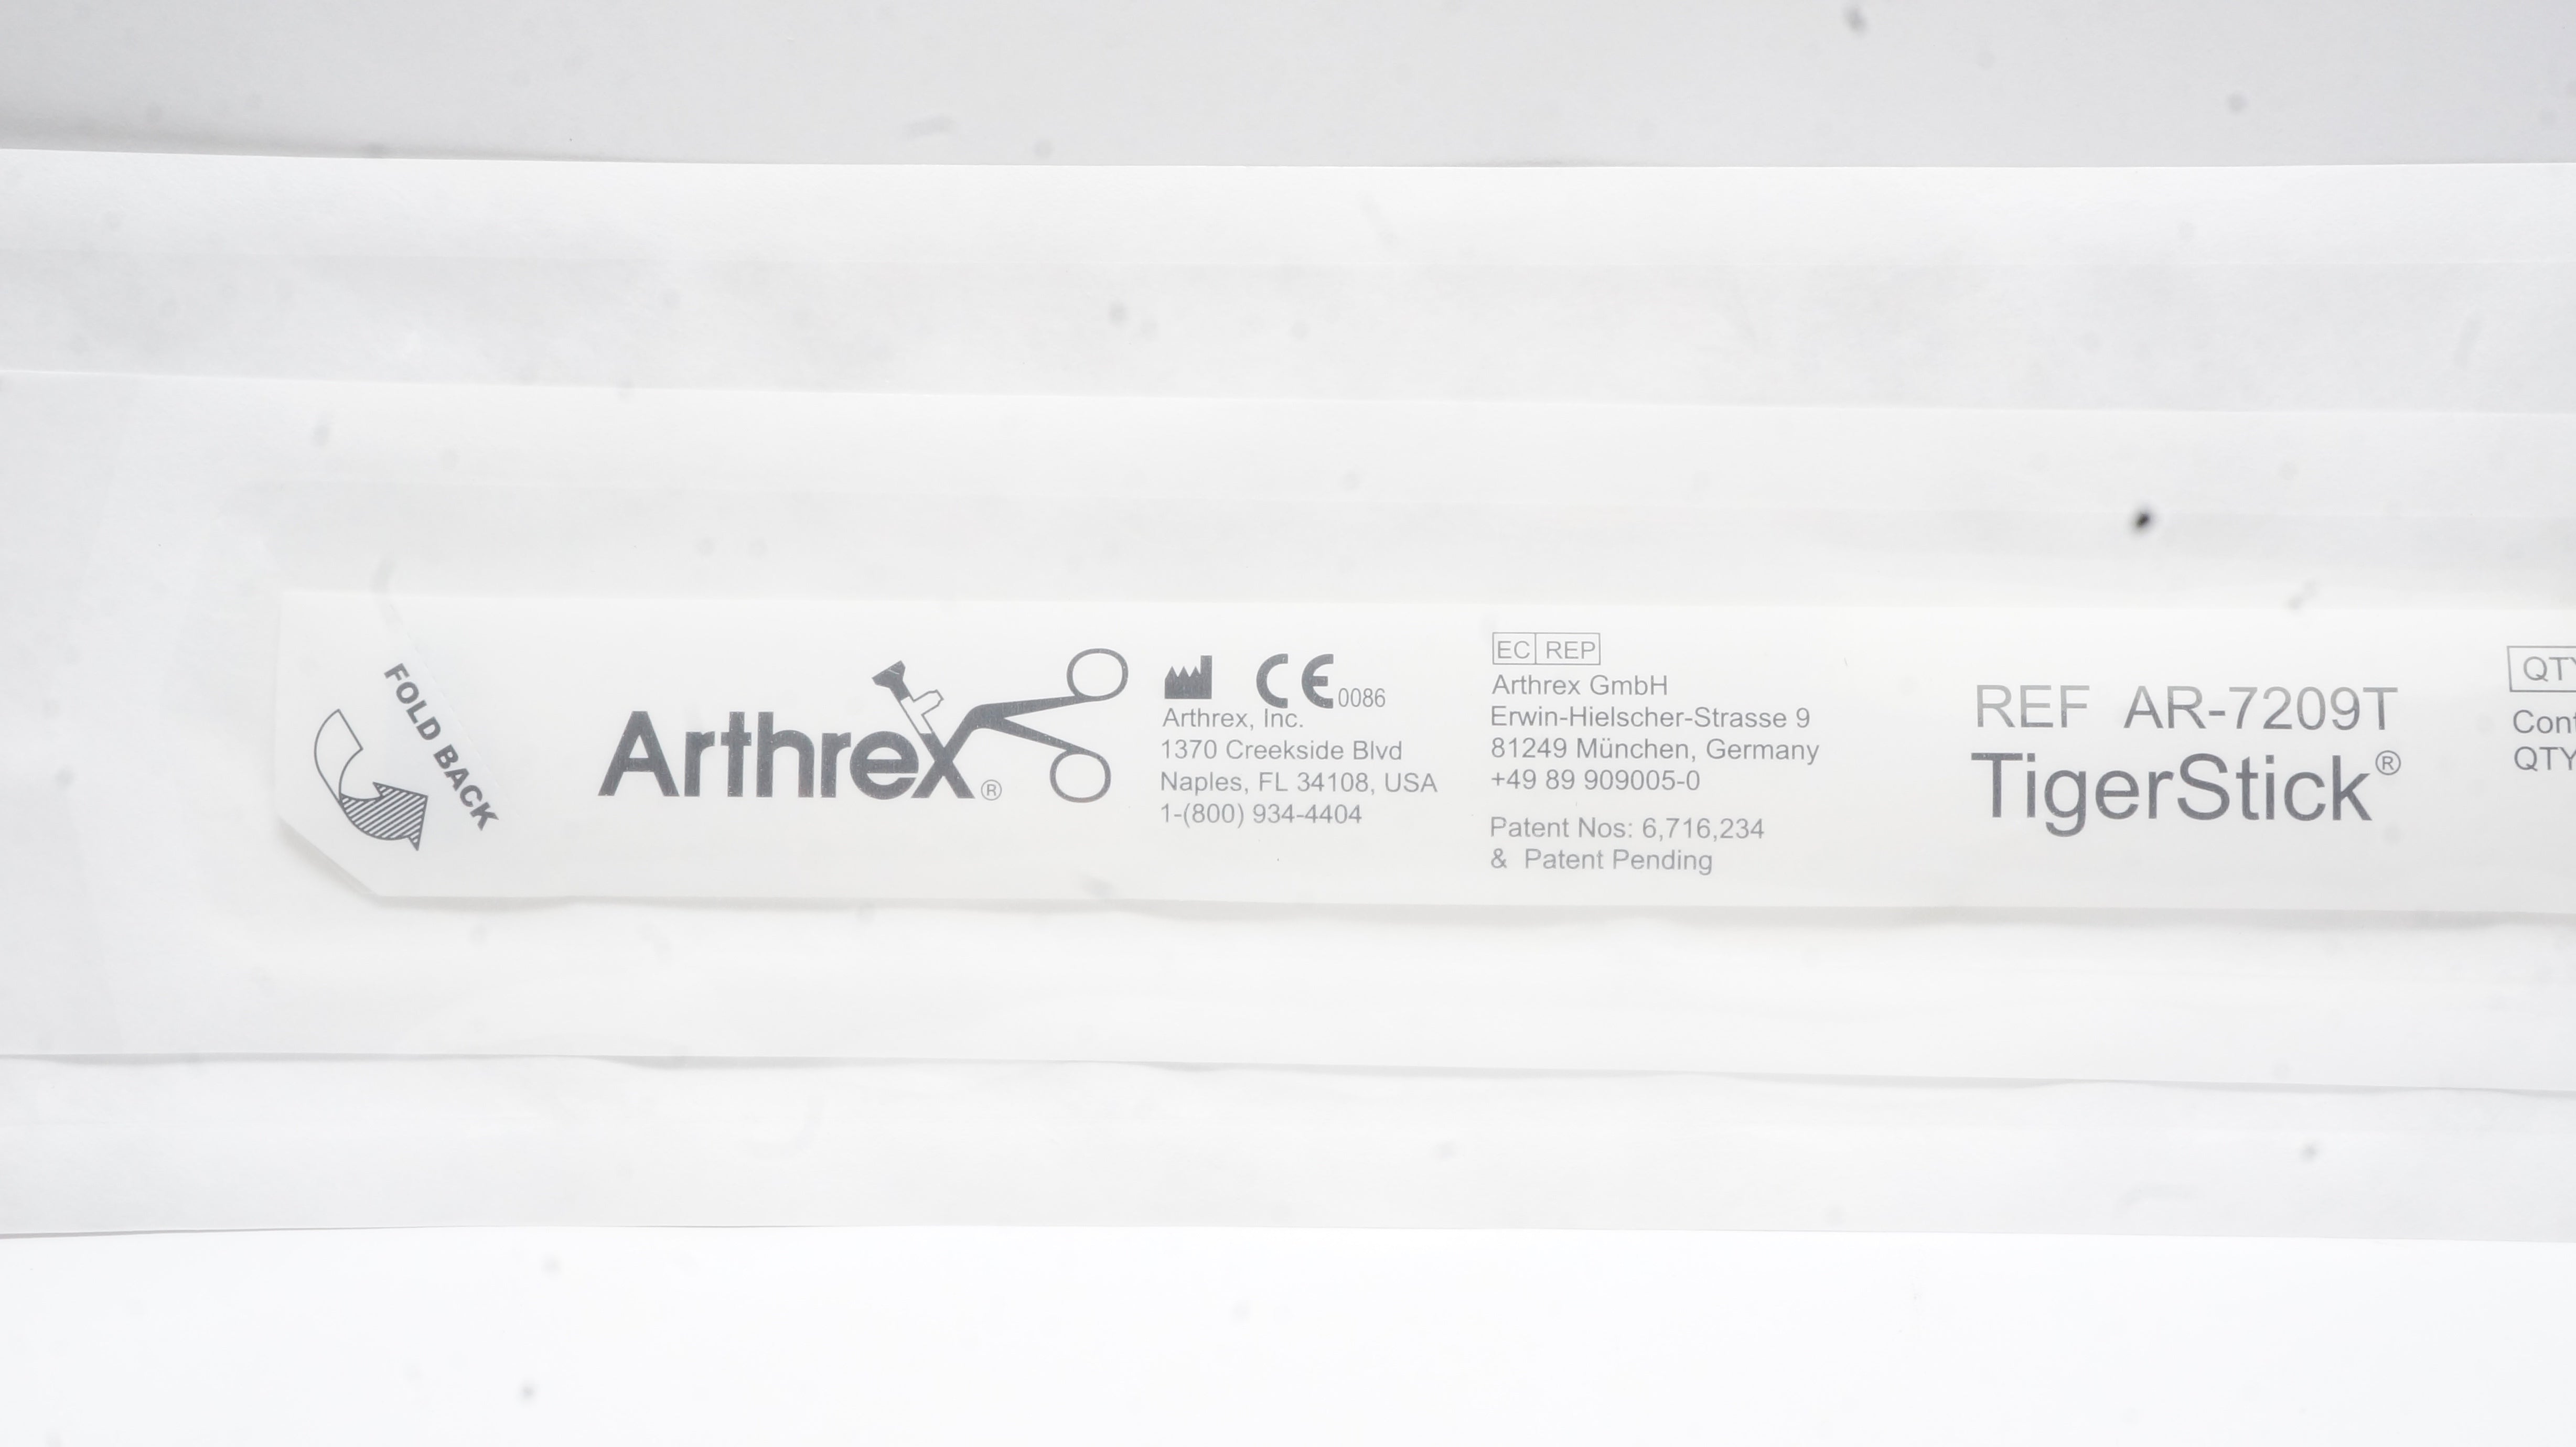 FOLD BACK
Arthrex®
CE 0086
Arthrex, Inc.
1370 Creekside Blvd
Naples, FL 34108, USA
1-(800) 934-4404
EC REP
Arthrex GmbH
Erwin-Hielscher-Strasse 9
81249 München, Germany
+49 89 909005-0
Patent Nos: 6,716,234
& Patent Pending
REF AR-7209T
TigerStick®
QTY